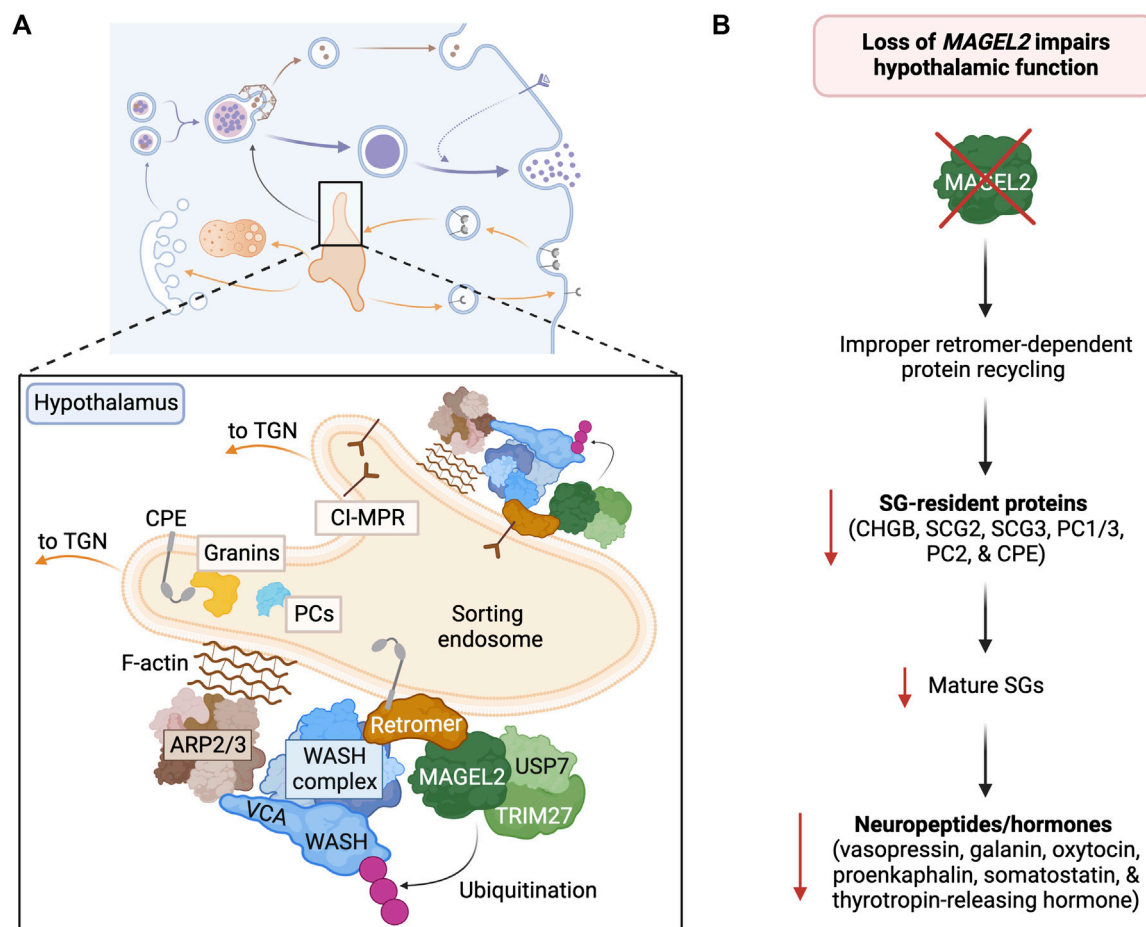 A
Hypothalamus
to TGN
CI-MPR
to TGN
CPE
Granins
PCs
Sorting
endosome
F-actin
ARP2/3
WASH
complex
Retromer
MAGEL2
USP7
TRIM27
VCA
WASH
Ubiquitination
B
Loss of MAGEL2 impairs
hypothalamic function
MAGEL2
Improper retromer-dependent
protein recycling
SG-resident proteins
(CHGB, SCG2, SCG3, PC1/3,
PC2, & CPE)
Mature SGs
Neuropeptides/hormones
(vasopressin, galanin, oxytocin,
proenkaphalin, somatostatin, &
thyrotropin-releasing hormone)